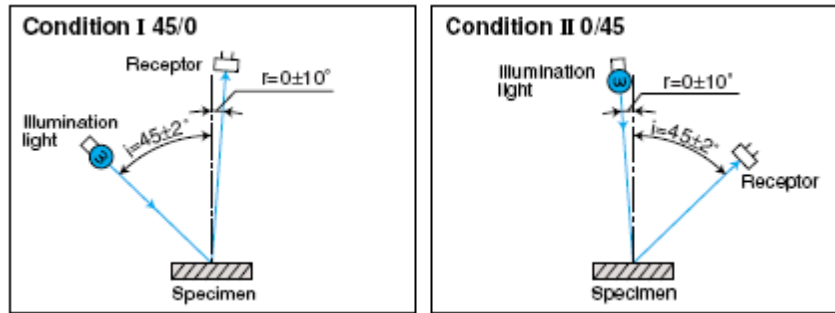 Condition I 45/0
Receptor
r=0±10°
Illumination
light
i=45±2°
Specimen
Condition II 0/45
Illumination
light
r=0±10°
i=45±2°
Receptor
Specimen